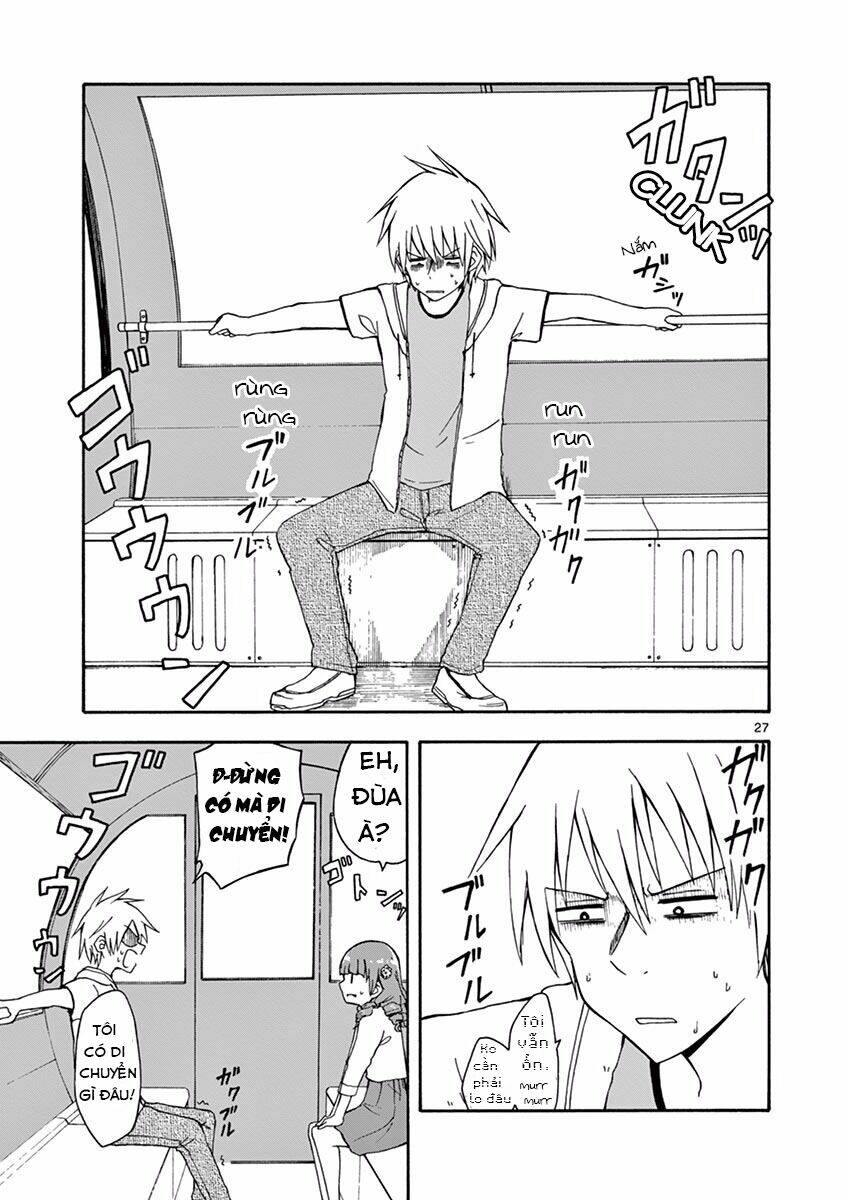 ガタンッ
CLUNK
Nắm
ガシッ
rùng
rùng
ブル
ブル
run
run
ガク
ガク
ゴウウウン
27
ガク
ガク
ブル
ブル
Tôi
vẫn
ổn.
murr
murr
Ko
cần
phải
lo đâu
EH,
ĐÙA
À?
Đ-ĐỪNG
CÓ MÀ DI
CHUYỂN!
ゴトンッ
ゴウウウン
TÔI
CÓ DI
CHUYỂN
GÌ ĐÂU!
ガク
ブル